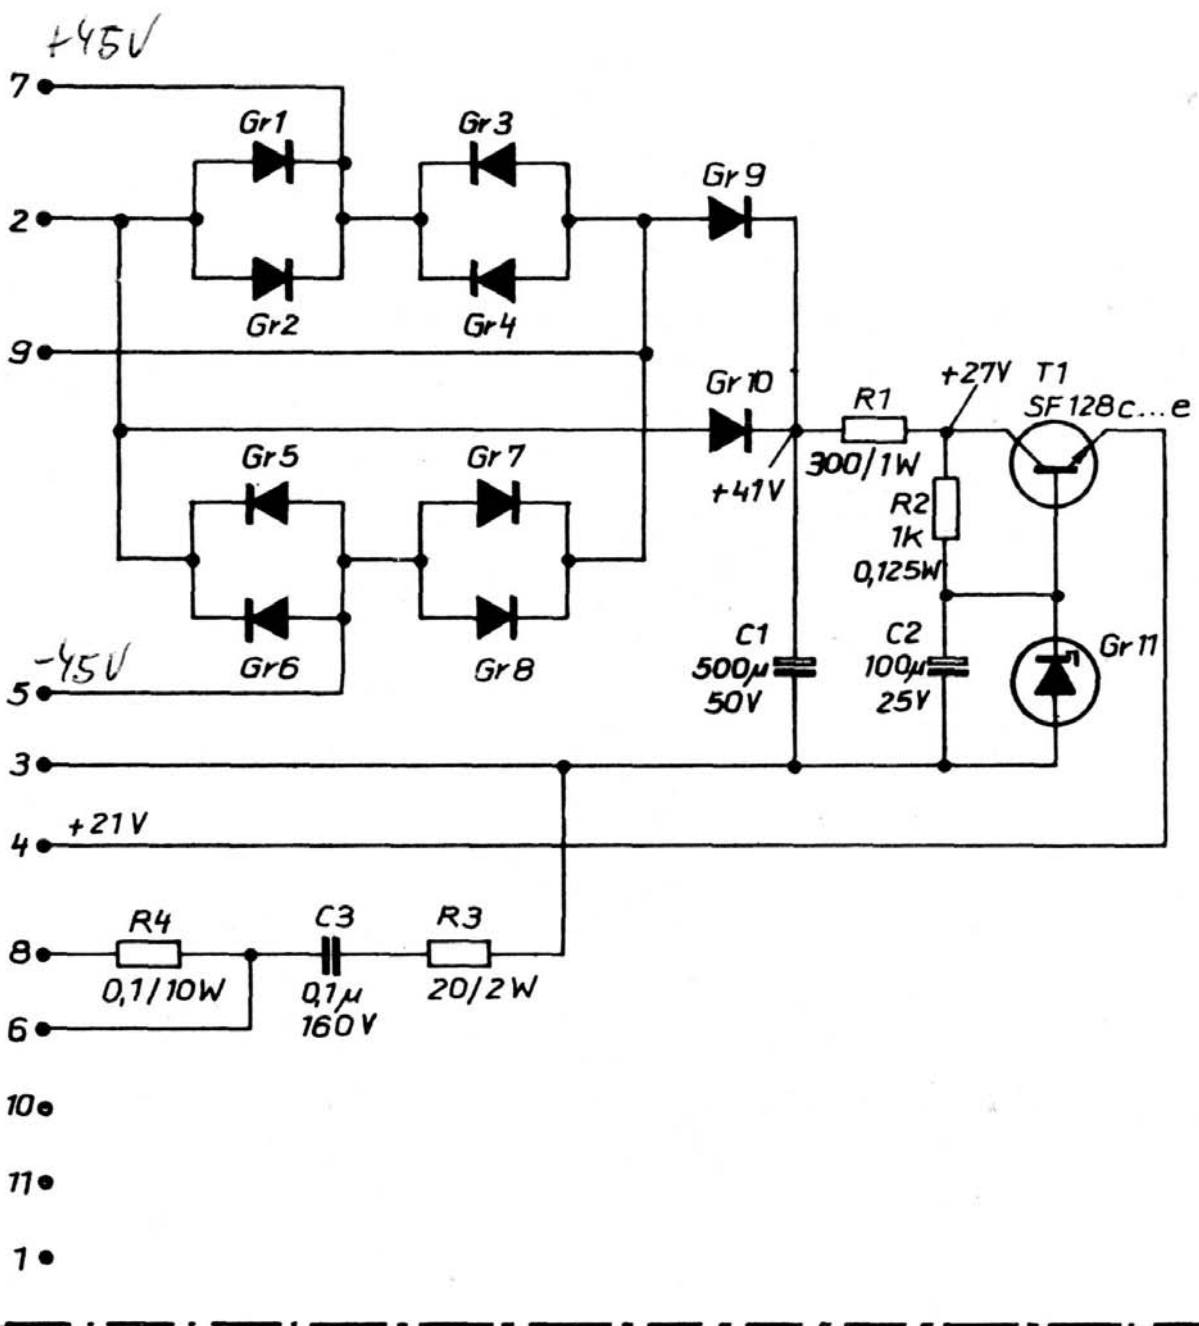 +45V
7
Gr1
Gr3
Gr9
2
Gr2
Gr4
9
Gr10
+27V T1
R1
SF128c...e
300/1W
Gr5
Gr7
+41V
R2
1K
0,125W
-45V
Gr6
Gr8
C1
500µ
50V
C2
100µ
25V
Gr11
5
3
4
+21V
R4
C3
R3
8
0,1/10W
0,1µ
160V
20/2W
6
10
11
1